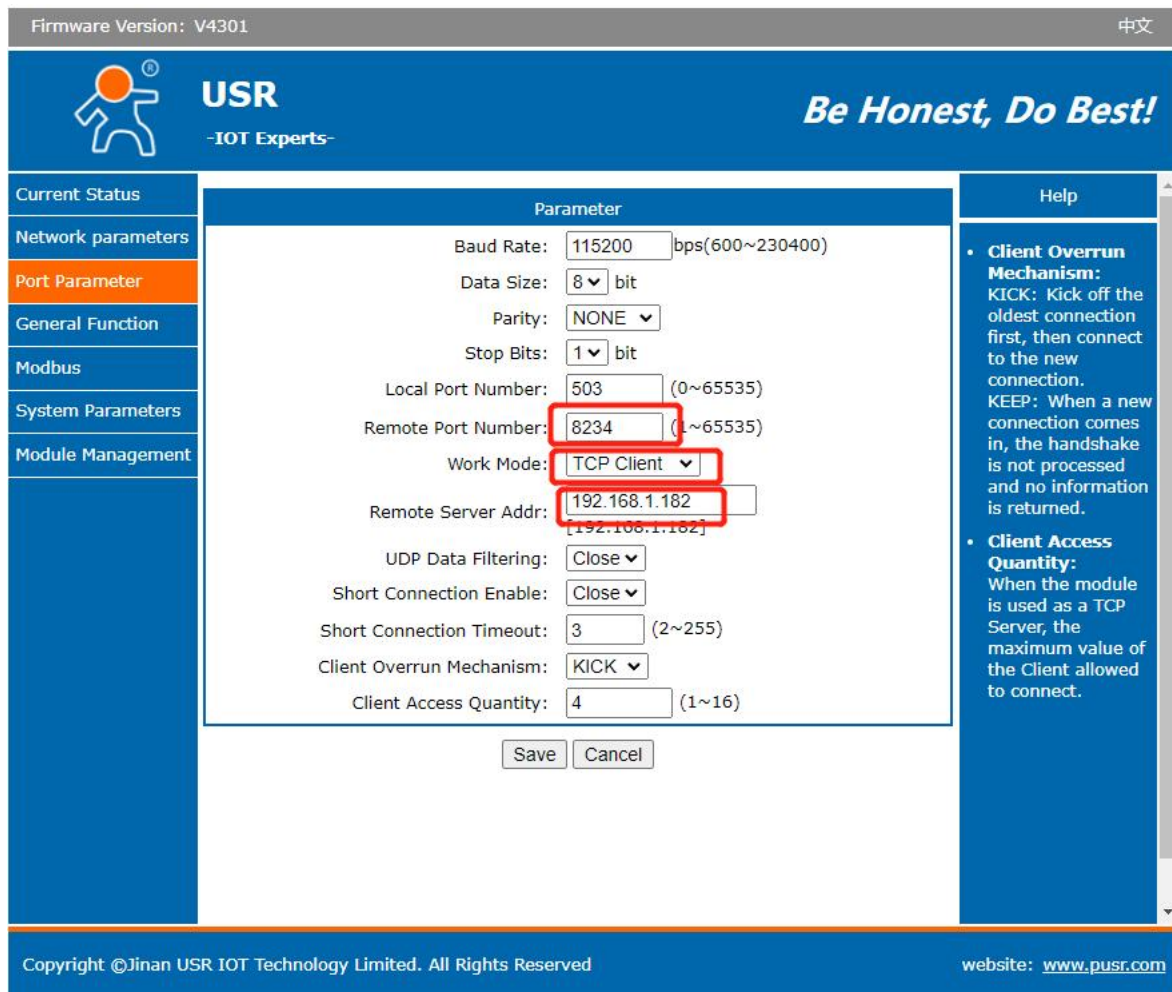 Firmware Version: V4301
中文
®
USR
-IOT Experts-
Be Honest, Do Best!
Current Status
Network parameters
Port Parameter
General Function
Modbus
System Parameters
Module Management
Parameter
Baud Rate: 115200 bps(600~230400)
Data Size: 8 bit
Parity: NONE
Stop Bits: 1 bit
Local Port Number: 503 (0~65535)
Remote Port Number: 8234 (1~65535)
Work Mode: TCP Client
Remote Server Addr: 192.168.1.182
[192.168.1.182]
UDP Data Filtering: Close
Short Connection Enable: Close
Short Connection Timeout: 3 (2~255)
Client Overrun Mechanism: KICK
Client Access Quantity: 4 (1~16)
Save Cancel
Help
• Client Overrun
Mechanism:
KICK: Kick off the
oldest connection
first, then connect
to the new
connection.
KEEP: When a new
connection comes
in, the handshake
is not processed
and no information
is returned.
• Client Access
Quantity:
When the module
is used as a TCP
Server, the
maximum value of
the Client allowed
to connect.
Copyright ©Jinan USR IOT Technology Limited. All Rights Reserved
website: www.pusr.com